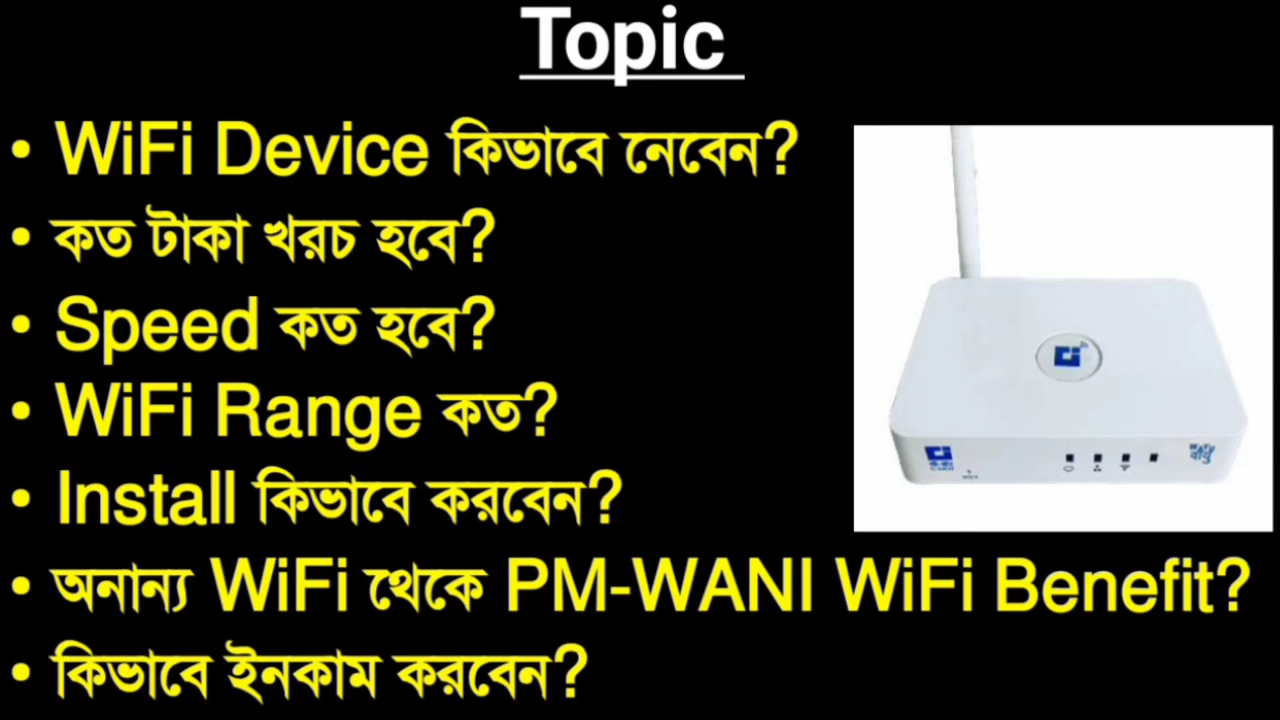 Topic
• WiFi Device কিভাবে নেবেন?
• কত টাকা খরচ হবে?
• Speed কত হবে?
• WiFi Range কত?
• Install কিভাবে করবেন?
• অনান্য WiFi থেকে PM-WANI WiFi Benefit?
• কিভাবে ইনকাম করবেন?